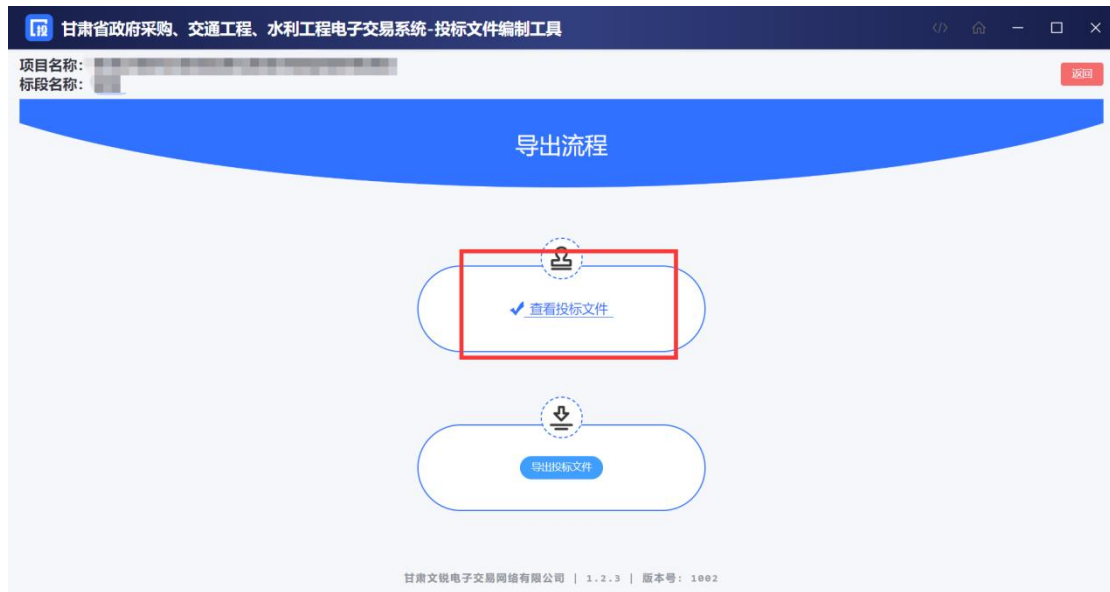 甘肃省政府采购、交通工程、水利工程电子交易系统-投标文件编制工具
项目名称:
标段名称:
返回
导出流程
查看投标文件
导出投标文件
甘肃文锐电子交易网络有限公司 | 1.2.3 | 版本号: 1002